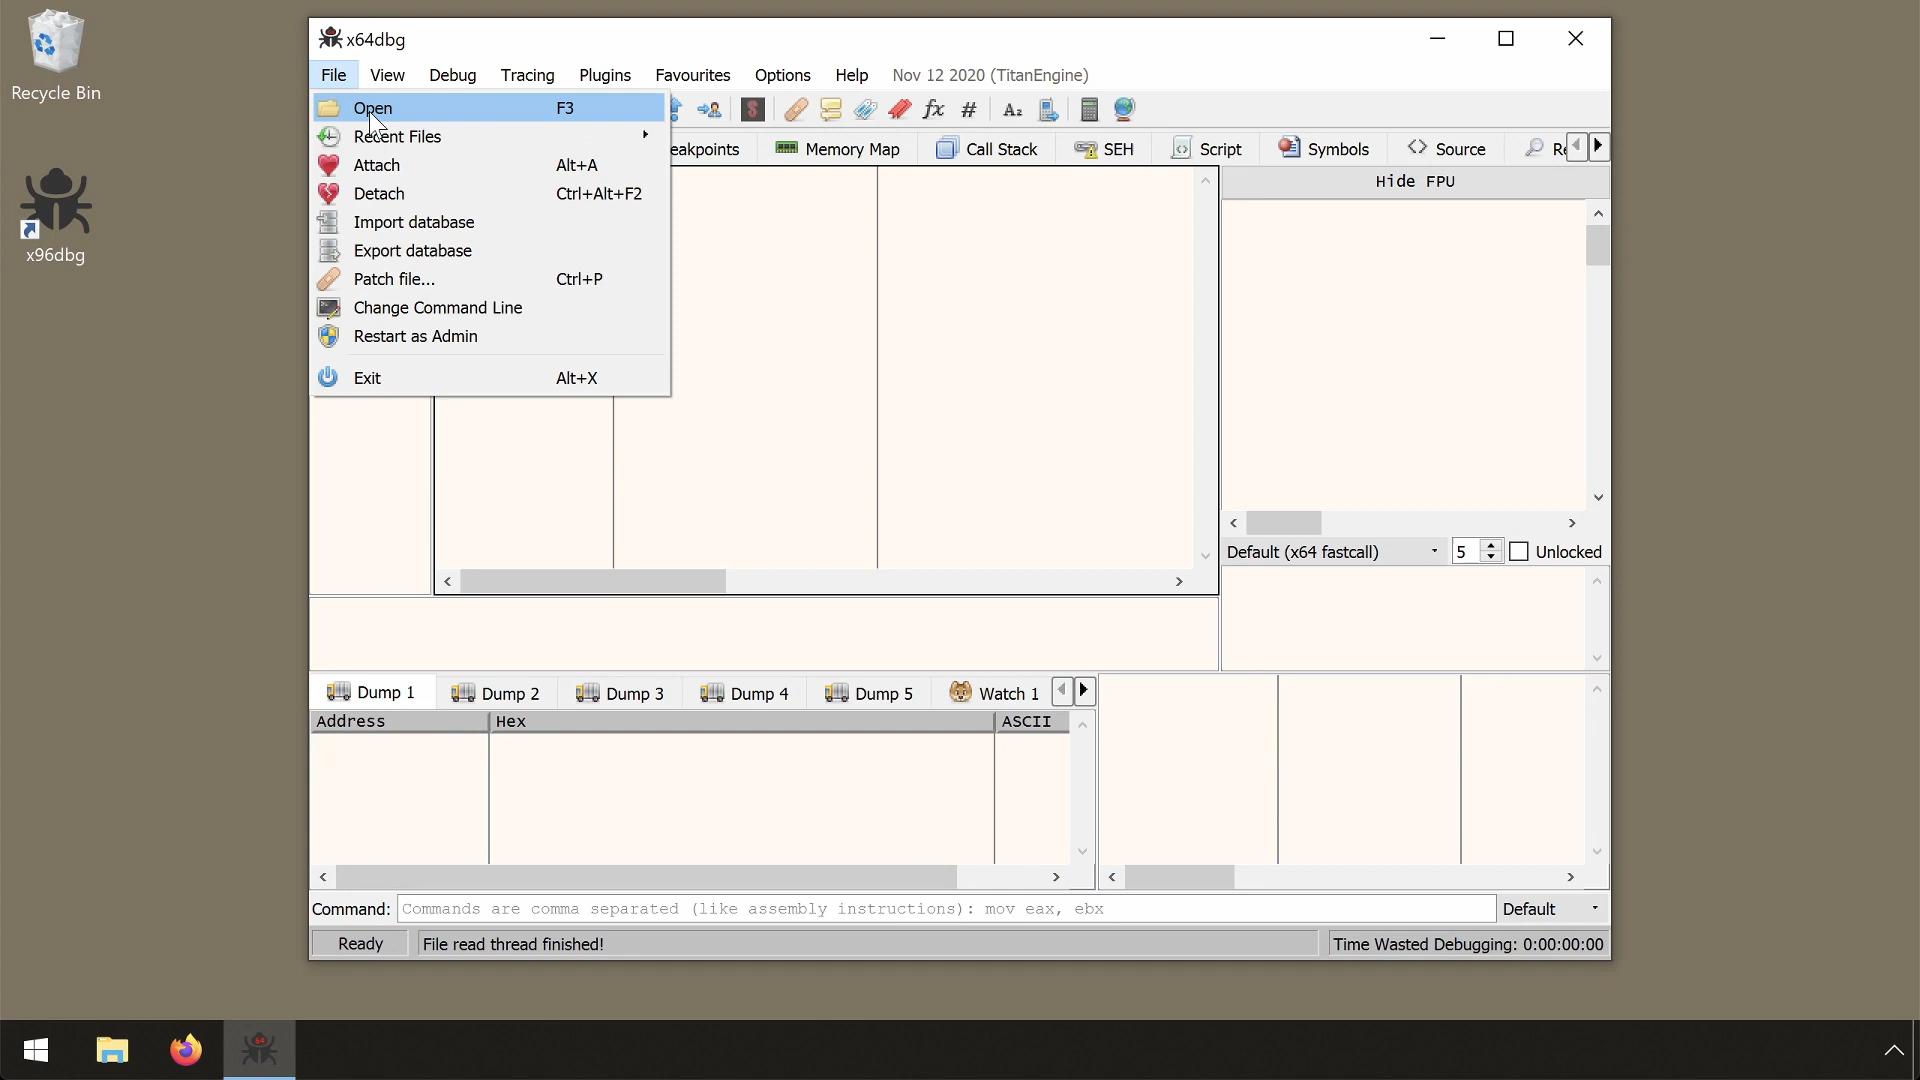 Recycle Bin
x96dbg
x64dbg
File View Debug Tracing Plugins Favourites Options Help Nov 12 2020 (TitanEngine)
Open F3
Recent Files
Attach Alt+A
Detach Ctrl+Alt+F2
Import database
Export database
Patch file... Ctrl+P
Change Command Line
Restart as Admin
Exit Alt+X
eakpoints Memory Map Call Stack SEH Script Symbols Source Re
Hide FPU
Default (x64 fastcall) 5 Unlocked
Dump 1 Dump 2 Dump 3 Dump 4 Dump 5 Watch 1
Address Hex ASCII
Command: Commands are comma separated (like assembly instructions): mov eax, ebx Default
Ready File read thread finished! Time Wasted Debugging: 0:00:00:00